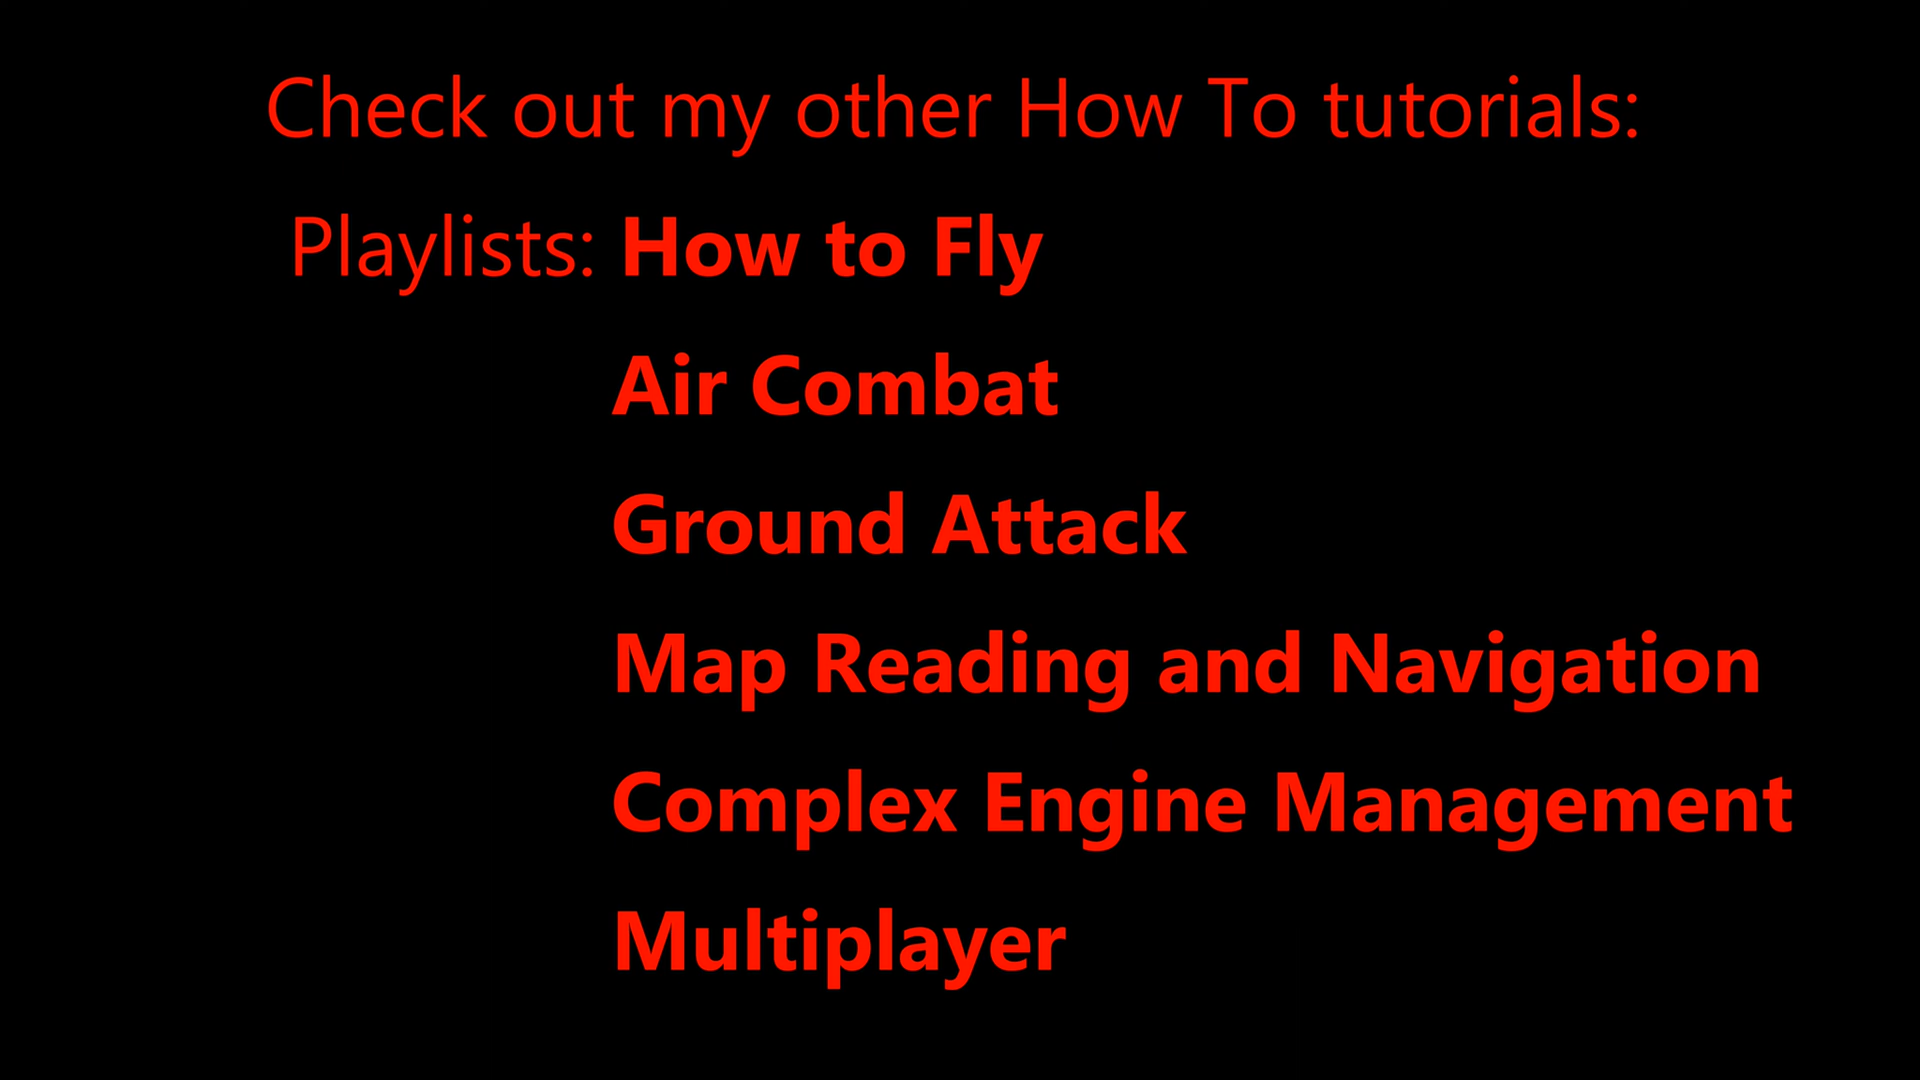 Check out my other How To tutorials:
Playlists: How to Fly
Air Combat
Ground Attack
Map Reading and Navigation
Complex Engine Management
Multiplayer